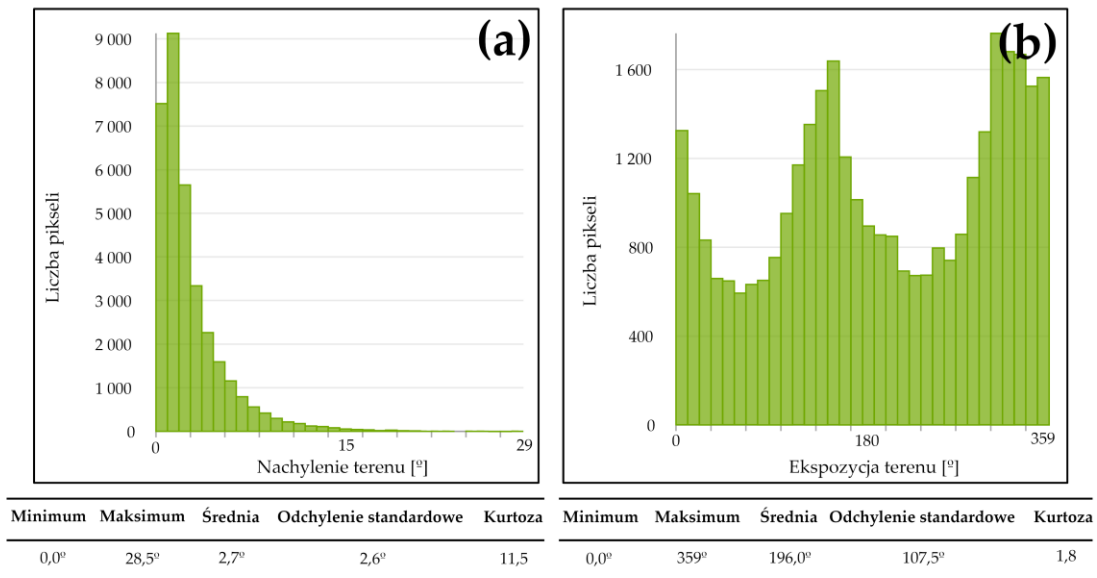 (a)
9 000
8 000
7 000
6 000
5 000
4 000
3 000
2 000
1 000
0
Liczba pikseli
0 15 29
Nachylenie terenu [º]
Minimum Maksimum Średnia Odchylenie standardowe Kurtoza
0,0º 28,5º 2,7º 2,6º 11,5
(b)
1 600
1 200
800
400
0
Liczba pikseli
0 180 359
Ekspozycja terenu [º]
Minimum Maksimum Średnia Odchylenie standardowe Kurtoza
0,0º 359º 196,0º 107,5º 1,8